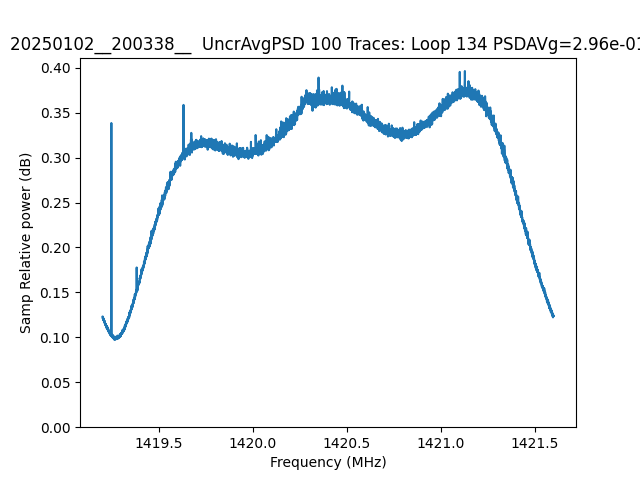 20250102__200338__ UncrAvgPSD 100 Traces: Loop 134 PSDAVg=2.96e-01
0.40
0.35
0.30
0.25
0.20
0.15
0.10
0.05
0.00
Samp Relative power (dB)
1419.5 1420.0 1420.5 1421.0 1421.5
Frequency (MHz)